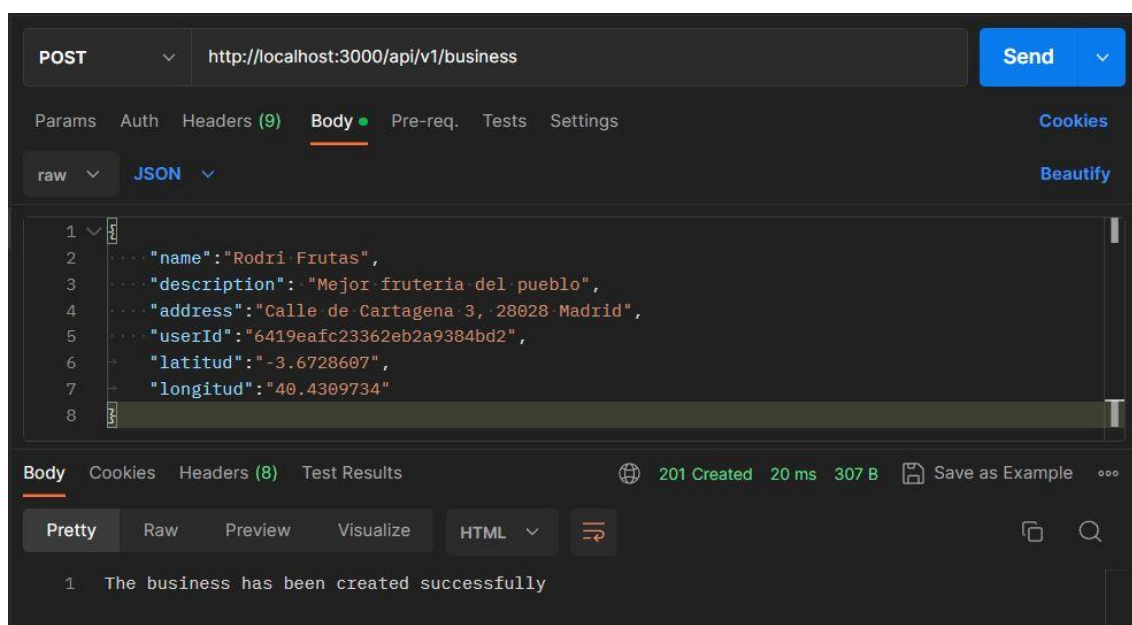 POST http://localhost:3000/api/v1/business Send
Params Auth Headers (9) Body Pre-req. Tests Settings Cookies
raw JSON Beautify
1 {
2 "name":"Rodri Frutas",
3 "description": "Mejor fruteria del pueblo",
4 "address":"Calle de Cartagena 3, 28028 Madrid",
5 "userId":"6419eafc23362eb2a9384bd2",
6 "latitud":"-3.6728607",
7 "longitud":"40.4309734"
8 }
Body Cookies Headers (8) Test Results 201 Created 20 ms 307 B Save as Example
Pretty Raw Preview Visualize HTML
1 The business has been created successfully